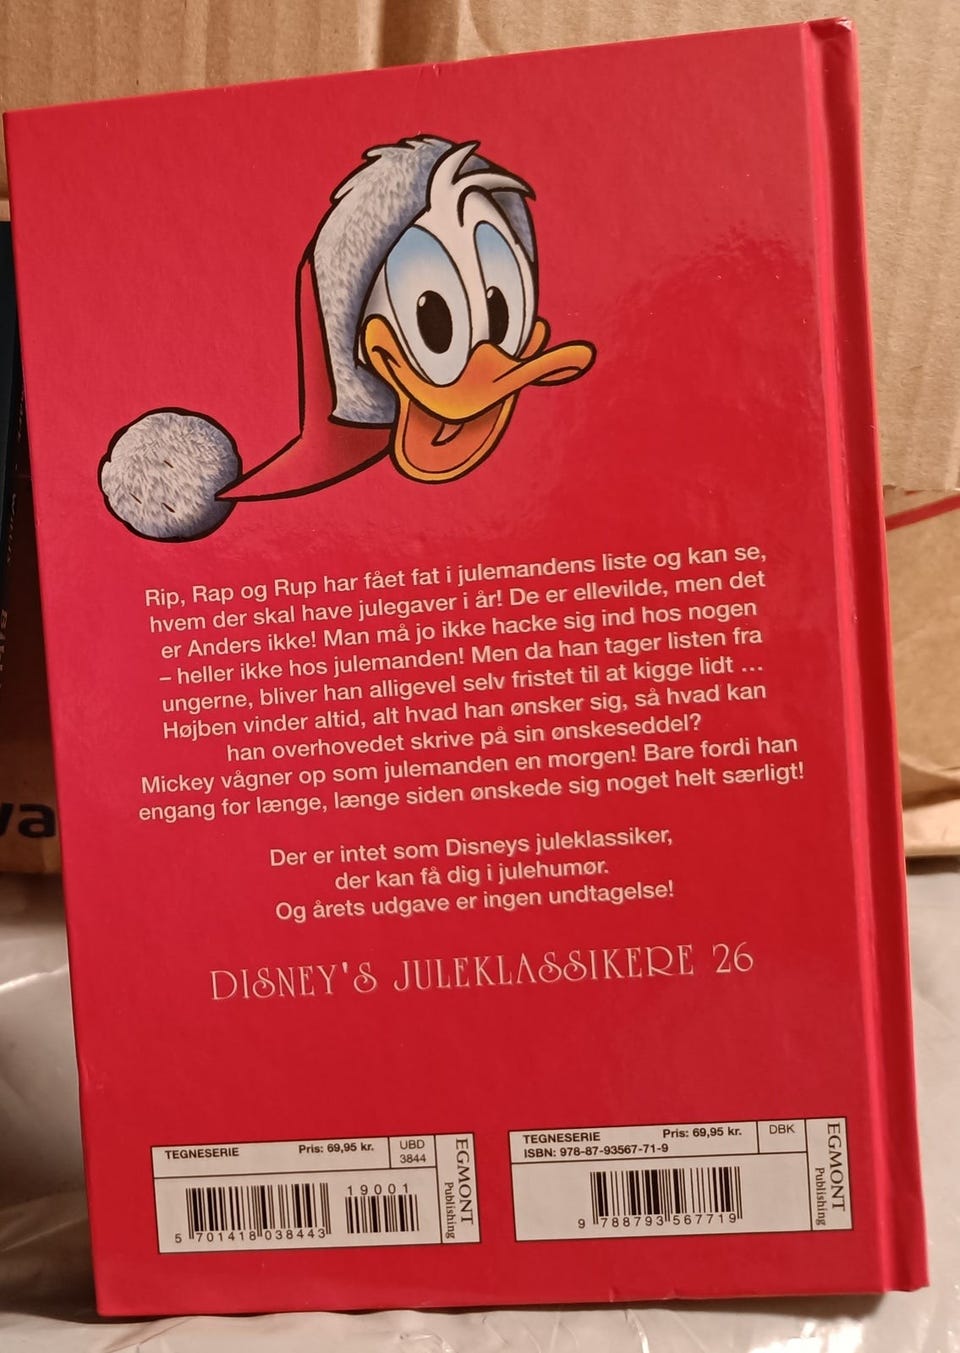 Rip, Rap og Rup har fået fat i julemandens liste og kan se,
hvem der skal have julegaver i år! De er ellevilde, men det
er Anders ikke! Man må jo ikke hacke sig ind hos nogen
– heller ikke hos julemanden! Men da han tager listen fra
ungerne, bliver han alligevel selv fristet til at kigge lidt ...
Højben vinder altid, alt hvad han ønsker sig, så hvad kan
han overhovedet skrive på sin ønskeseddel?
Mickey vågner op som julemanden en morgen! Bare fordi han
engang for længe, længe siden ønskede sig noget helt særligt!
Der er intet som Disneys juleklassiker,
der kan få dig i julehumør.
Og årets udgave er ingen undtagelse!
DISNEY'S JULEKLASSIKERE 26
TEGNESERIE Pris: 69,95 kr. UBD
3844
19001
5 701418 038443
EGMONT
Publishing
TEGNESERIE Pris: 69,95 kr. DBK
ISBN: 978-87-93567-71-9
9 788793 567719
EGMONT
Publishing
va